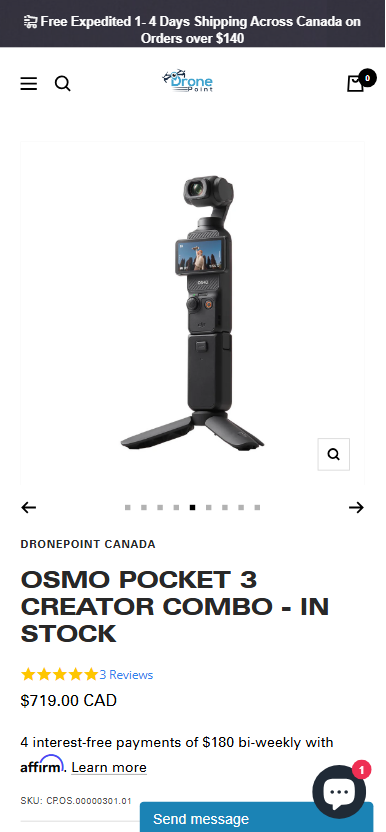 Free Expedited 1- 4 Days Shipping Across Canada on
Orders over $140
Drone
Point
0
OSMO
DRONEPOINT CANADA
OSMO POCKET 3
CREATOR COMBO - IN
STOCK
3 Reviews
$719.00 CAD
4 interest-free payments of $180 bi-weekly with
affirm. Learn more
1
SKU: CP.OS.00000301.01
Send message